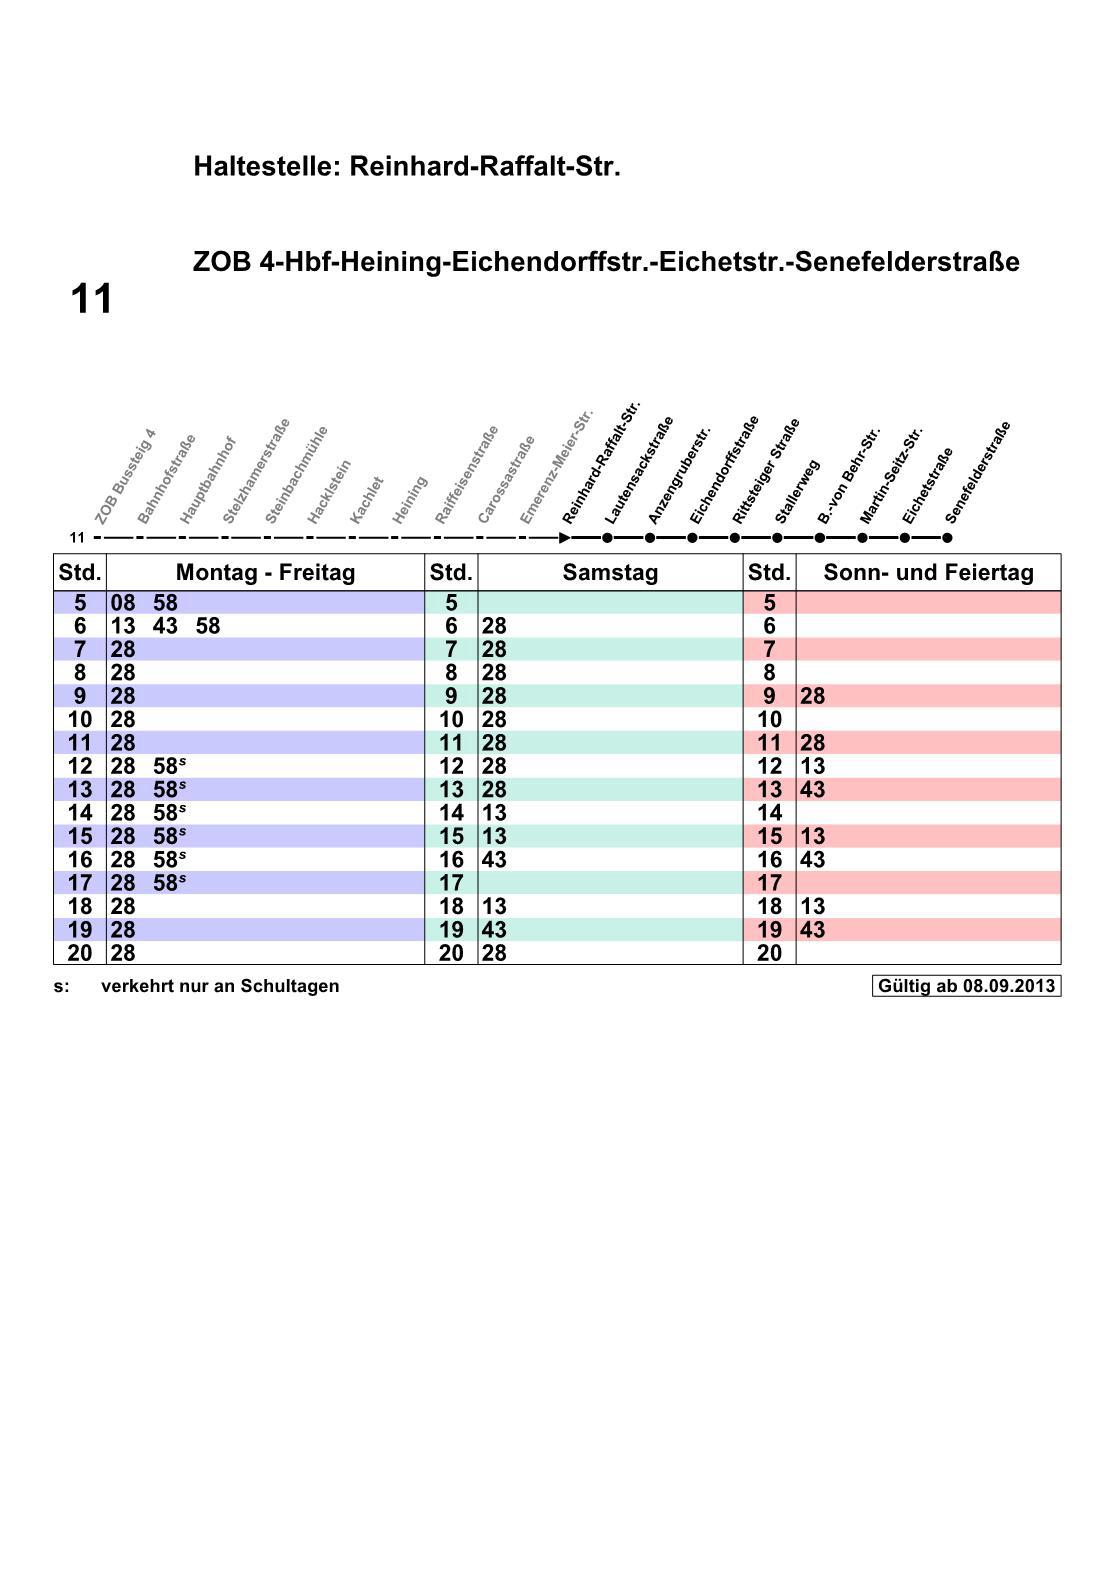 Haltestelle: Reinhard-Raffalt-Str.
ZOB 4-Hbf-Heining-Eichendorffstr.-Eichetstr.-Senefelderstraße
11
ZOB Bussteig 4
Bahnhofstraße
Hauptbahnhof
Stelzhamerstraße
Steinbachmühle
Hacklstein
Kachlet
Heining
Raiffeisenstraße
Carossastraße
Emerenz-Meier-Str.
Reinhard-Raffalt-Str.
Lautensackstraße
Anzengruberstr.
Eichendorffstraße
Rittsteiger Straße
Stallerweg
B.-von Behr-Str.
Martin-Seitz-Str.
Eichetstraße
Senefelderstraße
11
Std. Montag - Freitag Std. Samstag Std. Sonn- und Feiertag
5 08 58 5 5
6 13 43 58 6 28 6
7 28 7 28 7
8 28 8 28 8
9 28 9 28 9 28
10 28 10 28 10
11 28 11 28 11 28
12 28 58s 12 28 12 13
13 28 58s 13 28 13 43
14 28 58s 14 13 14
15 28 58s 15 13 15 13
16 28 58s 16 43 16 43
17 28 58s 17 17
18 28 18 13 18 13
19 28 19 43 19 43
20 28 20 28 20
s: verkehrt nur an Schultagen Gültig ab 08.09.2013